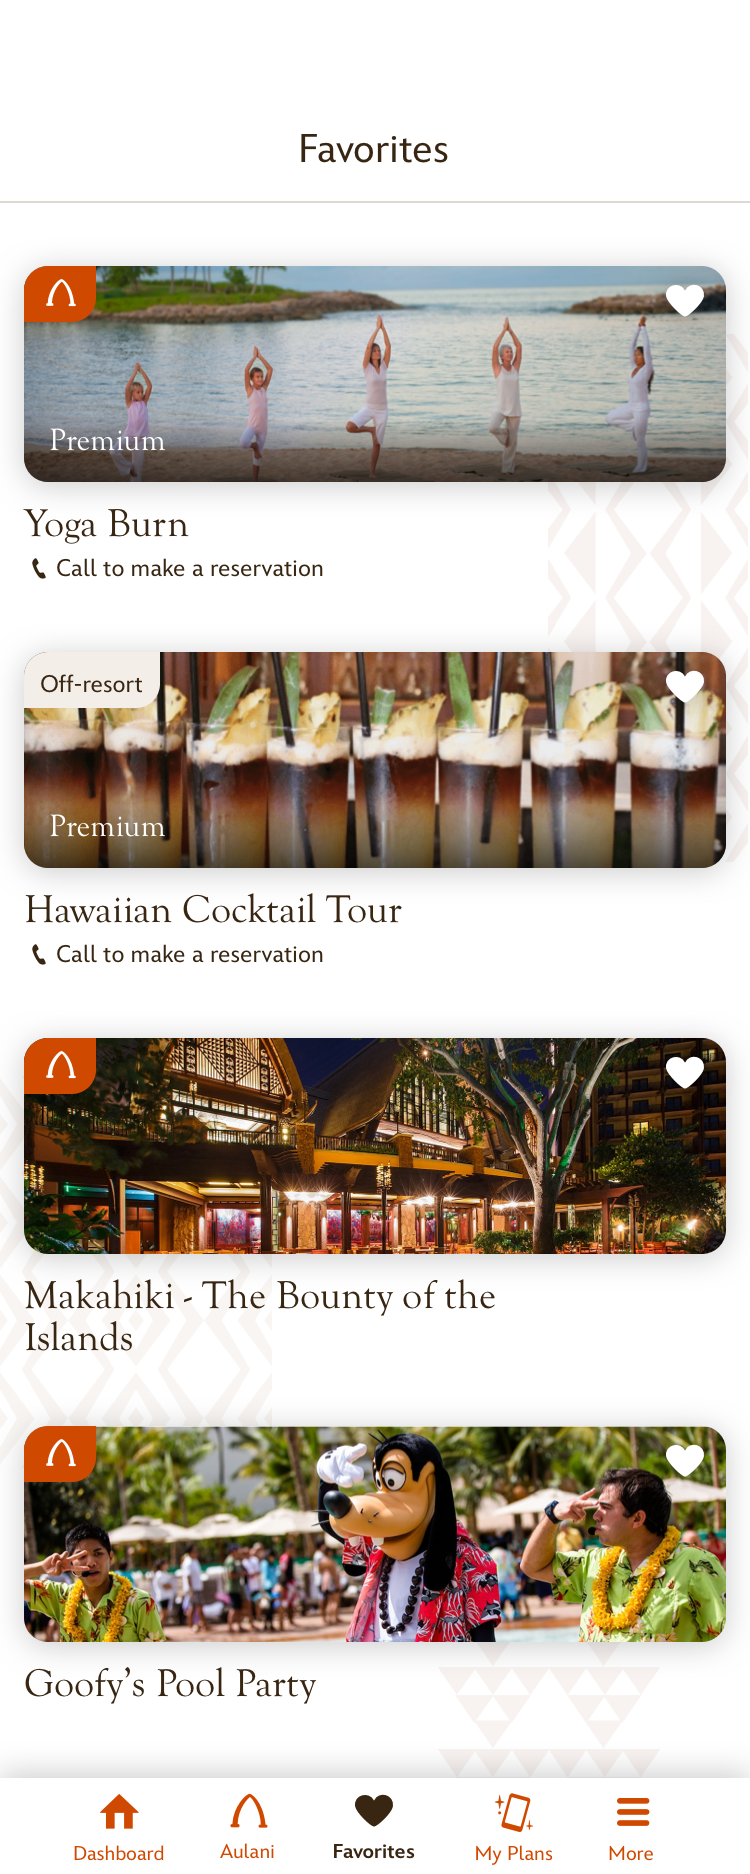 Favorites
Premium
Yoga Burn
Call to make a reservation
Off-resort
Premium
Hawaiian Cocktail Tour
Call to make a reservation
Makahiki - The Bounty of the
Islands
Goofy’s Pool Party
Dashboard
Aulani
Favorites
My Plans
More